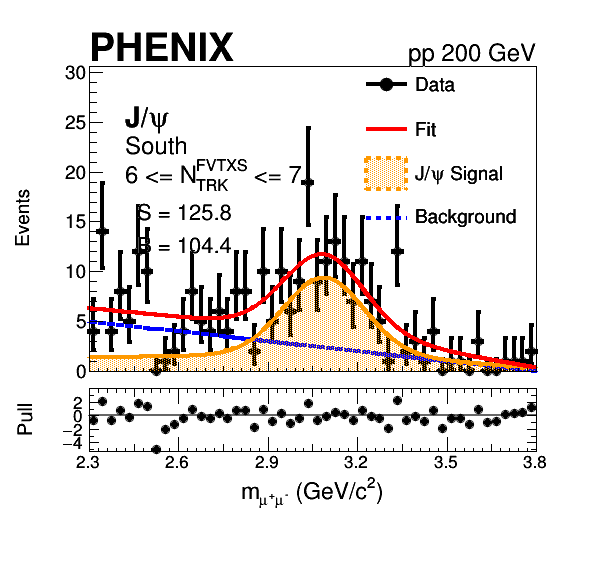 PHENIX
pp 200 GeV
J/ψ
South
6 <= N FVTXS TRK <= 7
S = 125.8
B = 104.4
Data
Fit
J/ψ Signal
Background
Events
30
25
20
15
10
5
0
Pull
2
0
−2
−4
2.3 2.6 2.9 3.2 3.5 3.8
mμ⁺μ⁻ (GeV/c²)